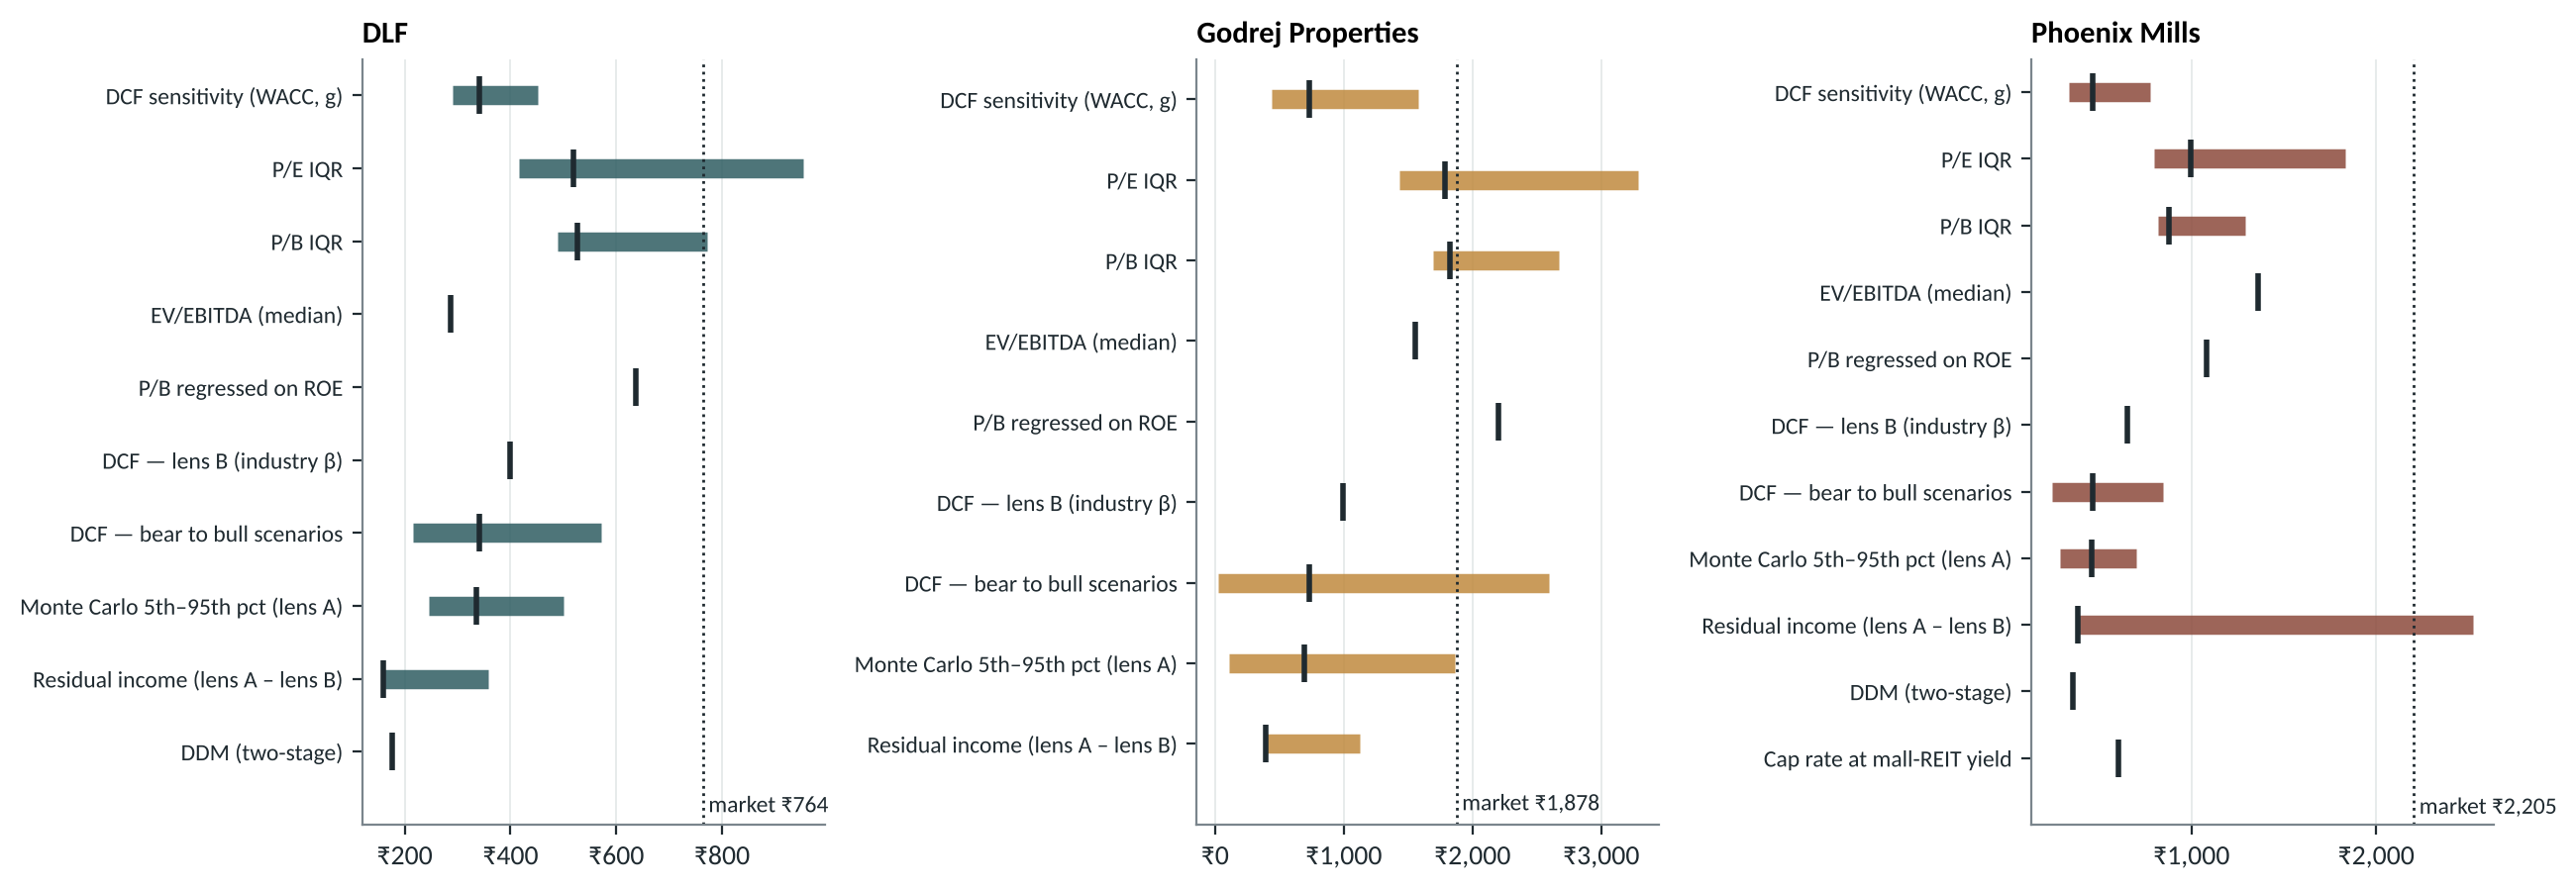 DLF
DCF sensitivity (WACC, g)
P/E IQR
P/B IQR
EV/EBITDA (median)
P/B regressed on ROE
DCF — lens B (industry β)
DCF — bear to bull scenarios
Monte Carlo 5th–95th pct (lens A)
Residual income (lens A – lens B)
DDM (two-stage)
market ₹764
₹200 ₹400 ₹600 ₹800
Godrej Properties
DCF sensitivity (WACC, g)
P/E IQR
P/B IQR
EV/EBITDA (median)
P/B regressed on ROE
DCF — lens B (industry β)
DCF — bear to bull scenarios
Monte Carlo 5th–95th pct (lens A)
Residual income (lens A – lens B)
market ₹1,878
₹0 ₹1,000 ₹2,000 ₹3,000
Phoenix Mills
DCF sensitivity (WACC, g)
P/E IQR
P/B IQR
EV/EBITDA (median)
P/B regressed on ROE
DCF — lens B (industry β)
DCF — bear to bull scenarios
Monte Carlo 5th–95th pct (lens A)
Residual income (lens A – lens B)
DDM (two-stage)
Cap rate at mall-REIT yield
market ₹2,205
₹1,000 ₹2,000